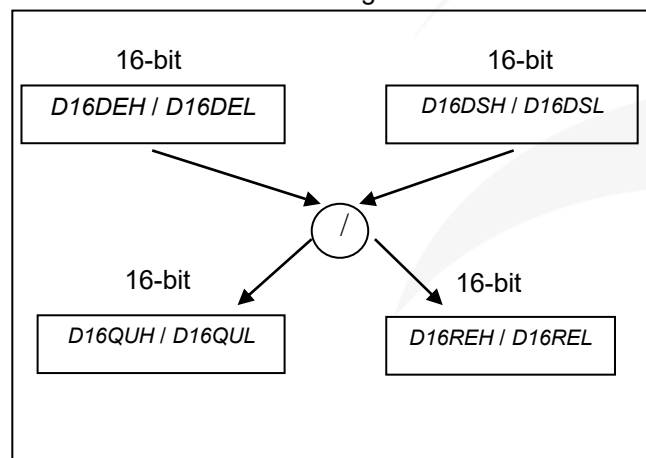 16-bit 16-bit
D16DEH / D16DEL D16DSH / D16DSL
/
16-bit 16-bit
D16QUH / D16QUL D16REH / D16REL